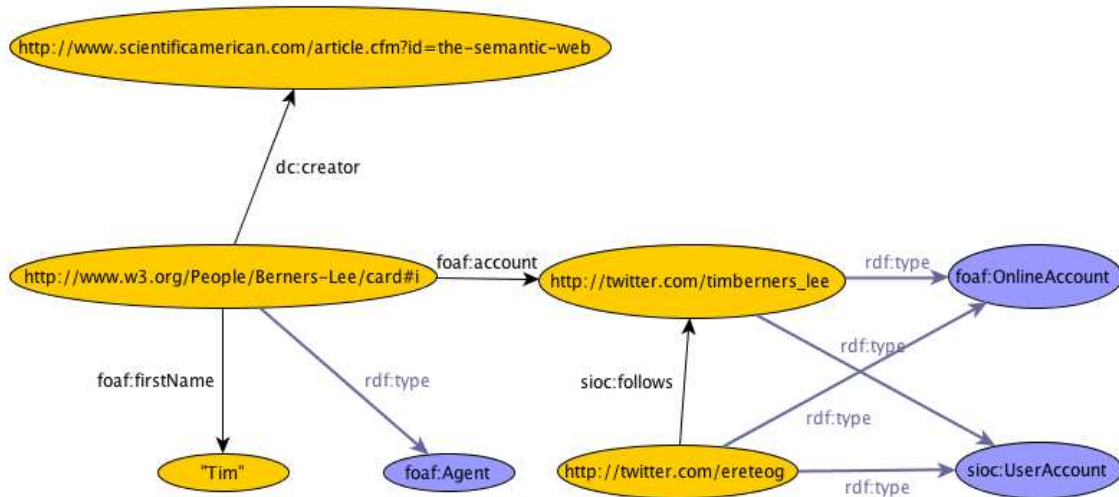 http://www.scientificamerican.com/article.cfm?id=the-semantic-web
dc:creator
http://www.w3.org/People/Berners-Lee/card#i
foaf:account
http://twitter.com/timberners_lee
rdf:type
foaf:OnlineAccount
foaf:firstName
rdf:type
sioc:follows
rdf:type
rdf:type
"Tim"
foaf:Agent
http://twitter.com/ereteog
rdf:type
sioc:UserAccount